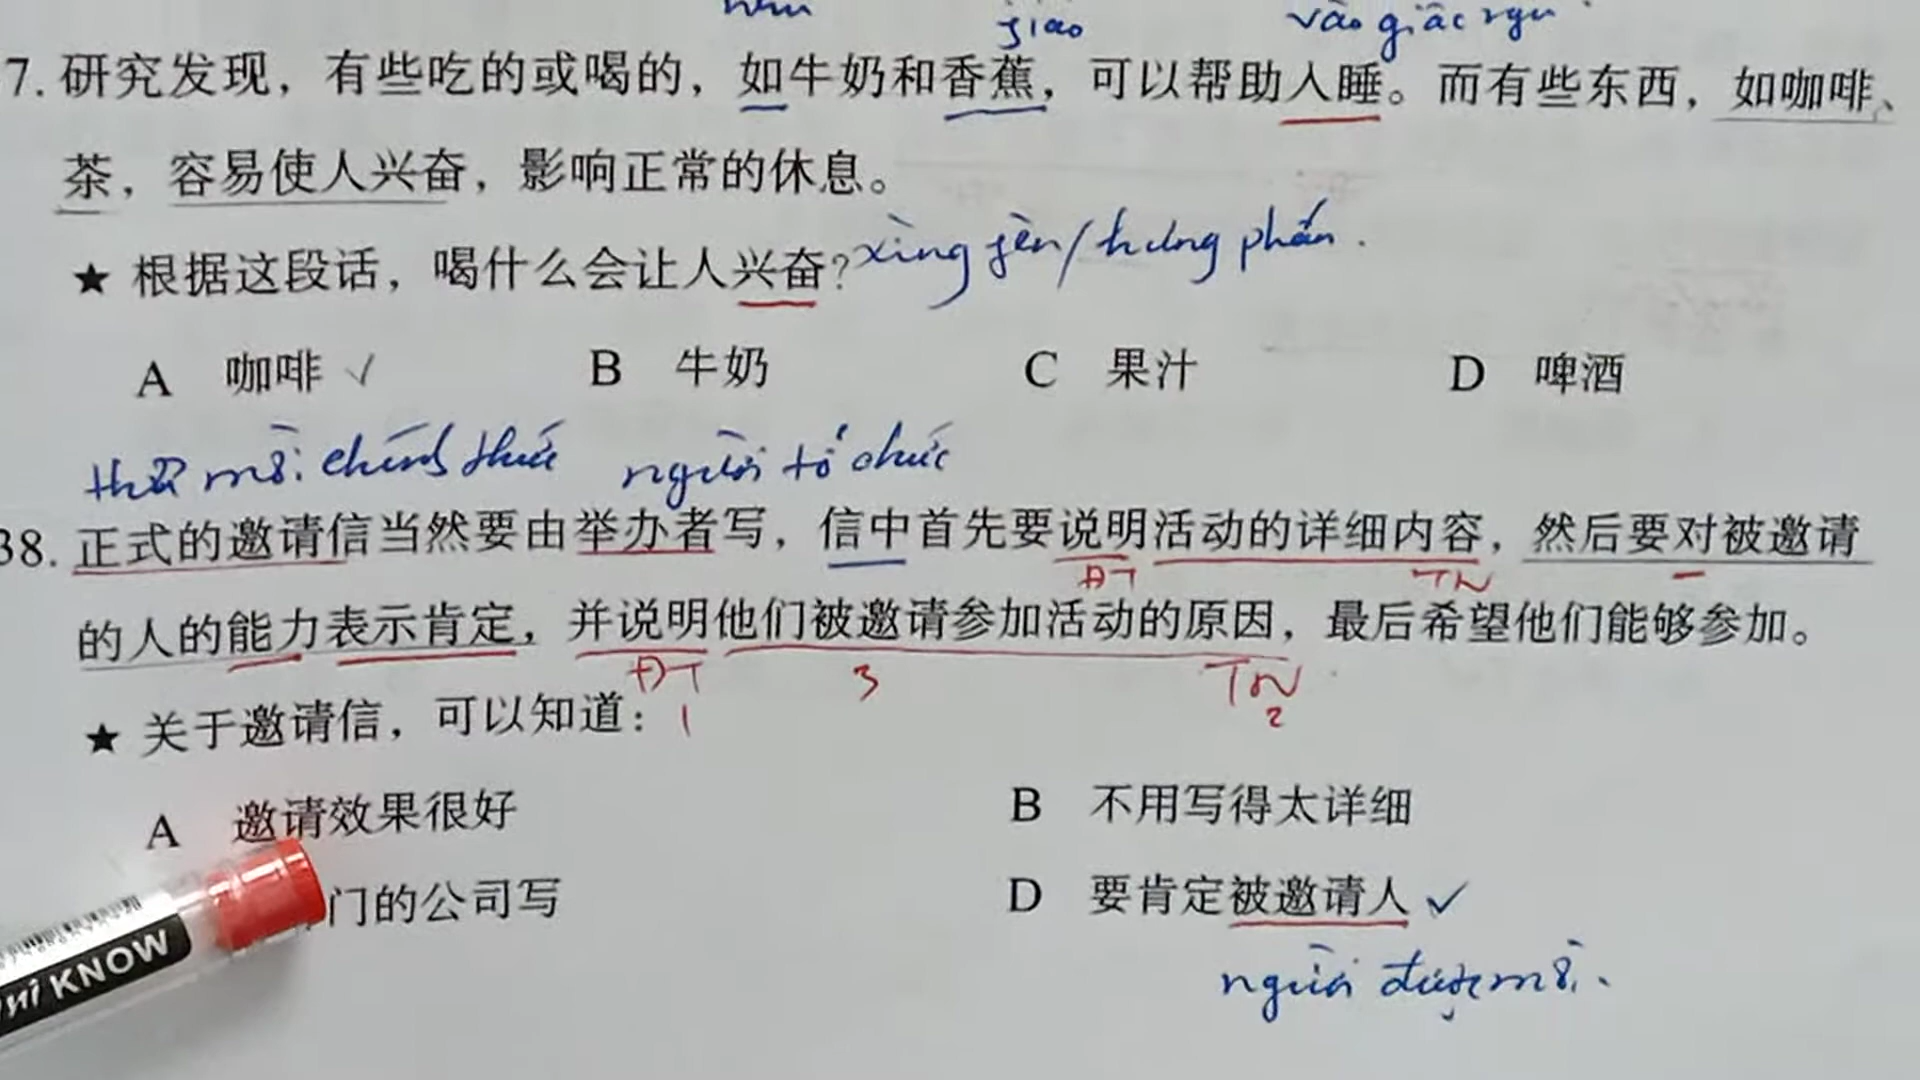 nêu jiao vào giấc ngủ
7. 研究发现，有些吃的或喝的，如牛奶和香蕉，可以帮助入睡。而有些东西，如咖啡、
茶，容易使人兴奋，影响正常的休息。
★ 根据这段话，喝什么会让人兴奋? xìng fèn / hưng phấn .
A 咖啡 ✓ B 牛奶 C 果汁 D 啤酒
thư mời chính thức người tổ chức
38. 正式的邀请信当然要由举办者写，信中首先要说明活动的详细内容，然后要对被邀请
ĐT TN
的人的能力表示肯定，并说明他们被邀请参加活动的原因，最后希望他们能够参加。
ĐT 3 TN
1 2
★ 关于邀请信，可以知道：
A 邀请效果很好 B 不用写得太详细
门的公司写 D 要肯定被邀请人 ✓
KNOW
người được mời .